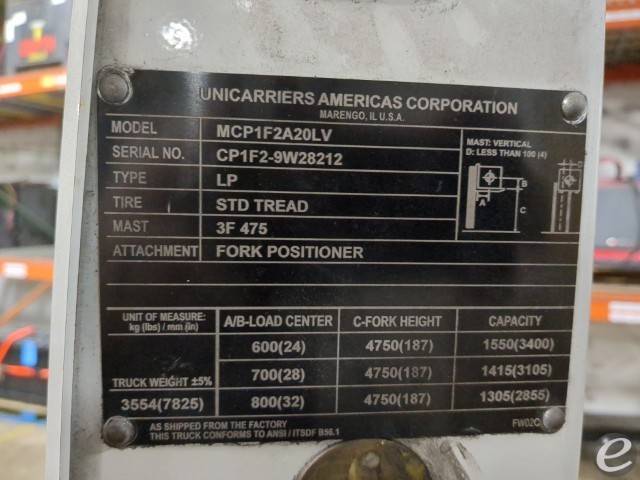 UNICARRIERS AMERICAS CORPORATION
MARENGO, IL U.S.A.
MODEL MCP1F2A20LV
SERIAL NO. CP1F2-9W28212
TYPE LP
TIRE STD TREAD
MAST 3F 475
ATTACHMENT FORK POSITIONER
MAST: VERTICAL
D: LESS THAN 100 (4)
D
B
A
C
UNIT OF MEASURE:
kg (lbs) / mm (in)
A/B-LOAD CENTER C-FORK HEIGHT CAPACITY
600(24) 4750(187) 1550(3400)
700(28) 4750(187) 1415(3105)
800(32) 4750(187) 1305(2855)
TRUCK WEIGHT ±5%
3554(7825)
AS SHIPPED FROM THE FACTORY
THIS TRUCK CONFORMS TO ANSI / ITSDF B56.1
FW02C
e